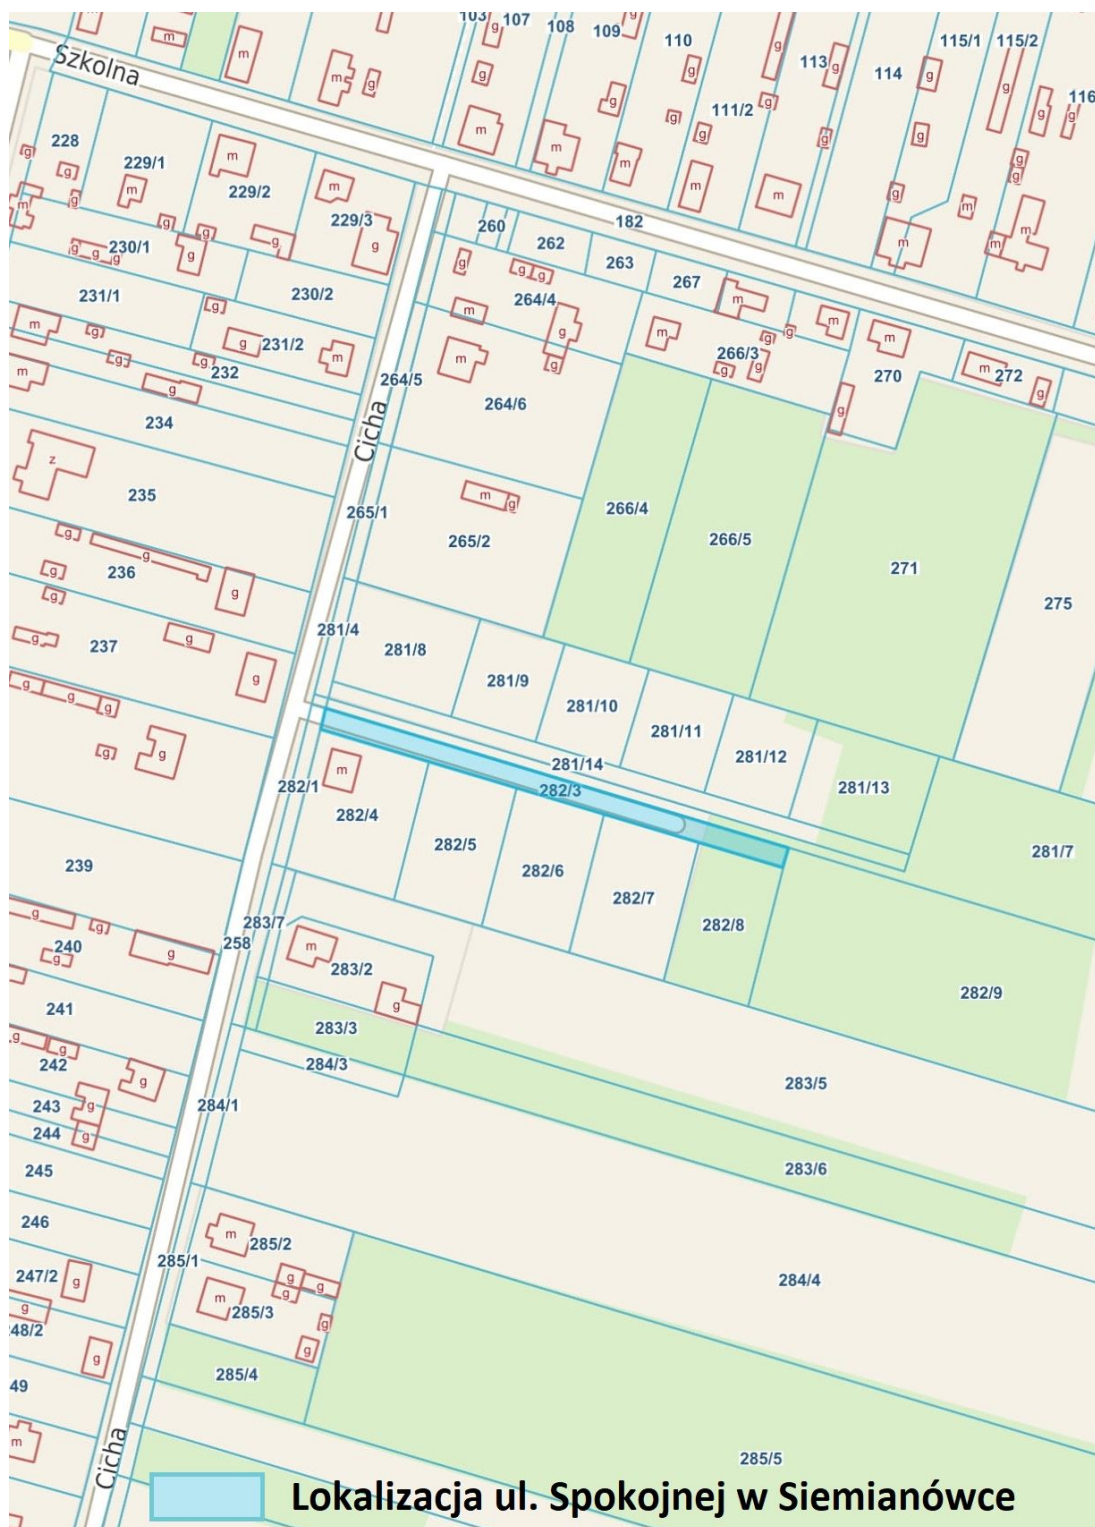 103
107
108
109
110
111/2
113
114
115/1
115/2
116
Szkolna
m
m
m
g
g
g
m
m
g
g
m
g
g
g
m
g
g
m
g
g
g
g
m
m
g
g
g
g
g
m
m
228
229/1
229/2
229/3
182
g
g
g
m
m
m
m
g
g
g
g
230/1
g
g
g
g
g
230/2
231/1
231/2
232
234
235
z
260
262
263
267
264/4
264/5
264/6
g
g
g
m
g
g
m
m
m
g
g
266/3
g
g
m
m
270
g
m
272
g
m
g
g
m
g
g
m
m
g
Cicha
265/1
265/2
m
g
266/4
266/5
271
275
236
g
g
g
g
g
237
g
g
g
g
g
g
g
g
281/4
281/8
281/9
281/10
281/11
281/12
281/13
281/14
281/7
282/1
282/3
m
282/4
282/5
282/6
282/7
282/8
282/9
239
240
g
g
g
g
241
258
283/7
m
283/2
g
283/3
284/3
283/5
283/6
242
g
g
g
243
g
244
g
245
246
284/1
284/4
247/2
g
g
248/2
g
49
m
285/1
m
285/2
g
g
g
m
285/3
g
g
285/4
285/5
Cicha
Lokalizacja ul. Spokojnej w Siemianówce